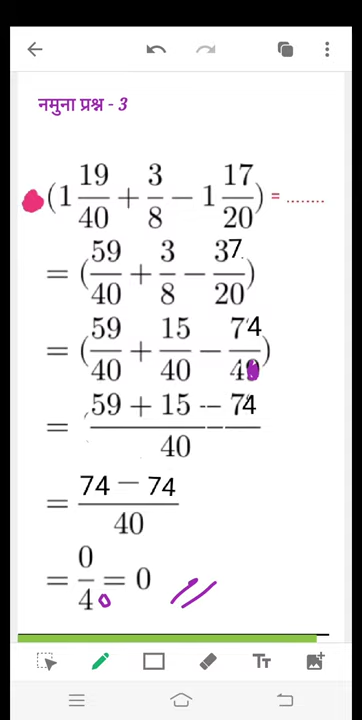 नमुना प्रश्न - 3
(1 19/40 + 3/8 − 1 17/20) = ........
= (59/40 + 3/8 − 37/20)
= (59/40 + 15/40 − 74/40)
= 59 + 15 − 74 / 40
= 74 − 74 / 40
= 0/40 = 0
Tт